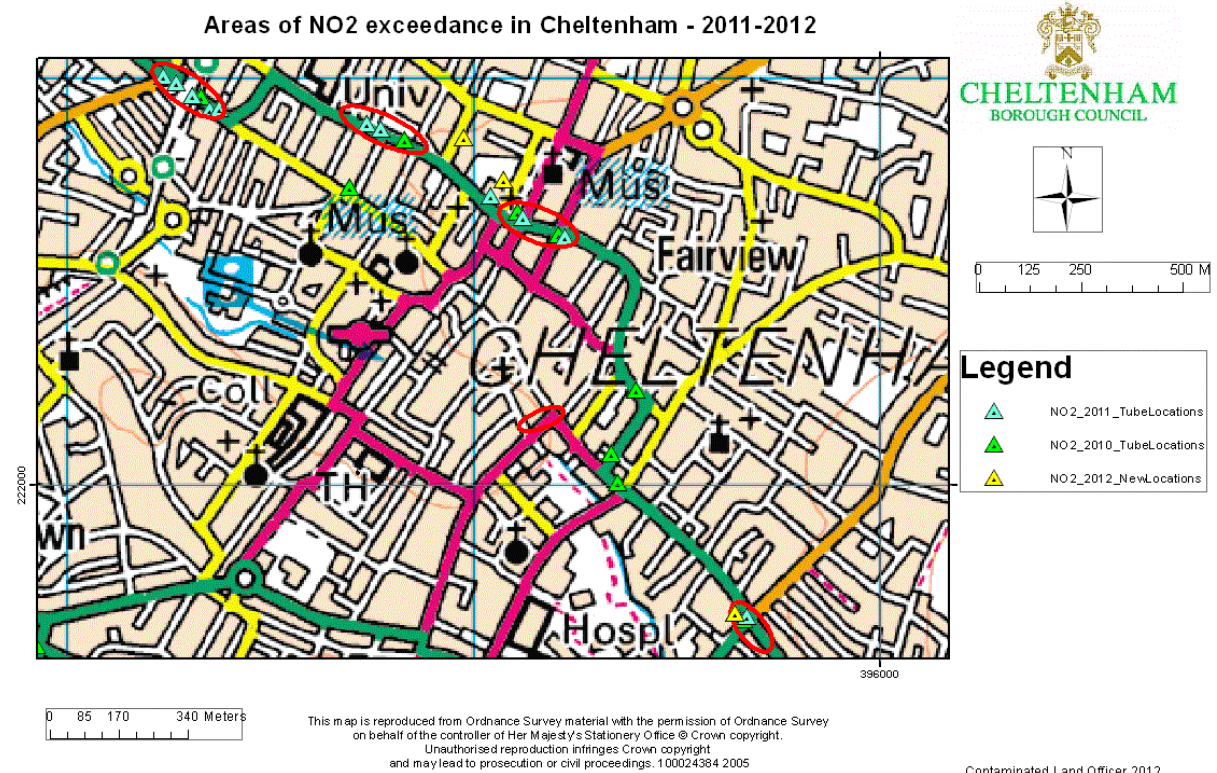 Areas of NO2 exceedance in Cheltenham - 2011-2012
CHELTENHAM
BOROUGH COUNCIL
N
0 125 250 500 M
Univ
Mus
Mus
Fairview
CHELTENHA
Coll
TH
wn
Hospl
222000
396000
Legend
NO2_2011_TubeLocations
NO2_2010_TubeLocations
NO2_2012_NewLocations
0 85 170 340 Meters
This map is reproduced from Ordnance Survey material with the permission of Ordnance Survey
on behalf of the controller of Her Majesty's Stationery Office © Crown copyright.
Unauthorised reproduction infringes Crown copyright
and may lead to prosecution or civil proceedings. 100024384 2005
Contaminated Land Officer 2012